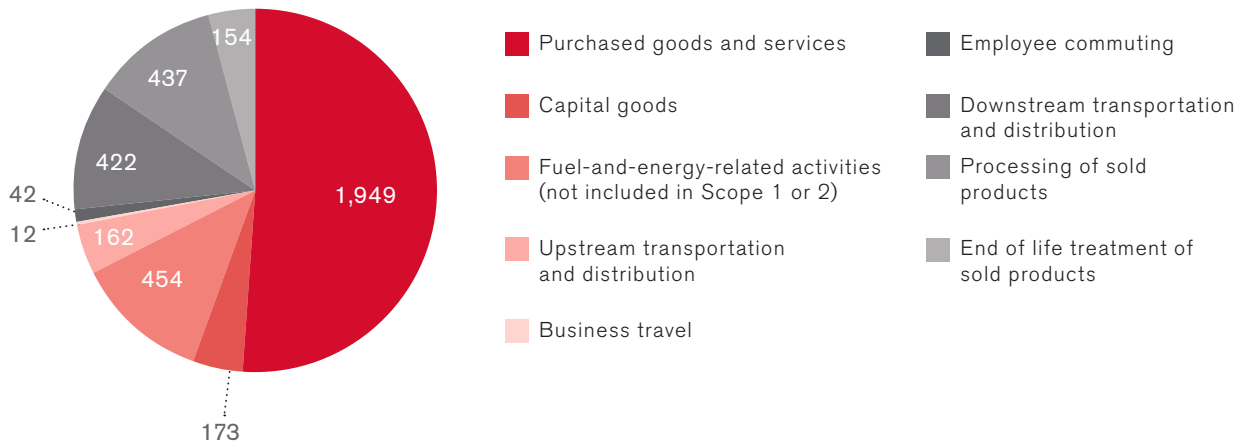 154
437
422
42
12
162
454
173
1,949
Purchased goods and services
Capital goods
Fuel-and-energy-related activities
(not included in Scope 1 or 2)
Upstream transportation
and distribution
Business travel
Employee commuting
Downstream transportation
and distribution
Processing of sold
products
End of life treatment of
sold products